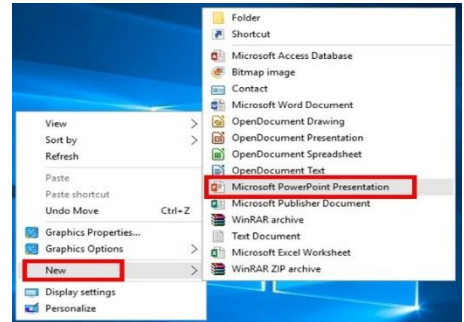 View
Sort by
Refresh
Paste
Paste shortcut
Undo Move Ctrl+Z
Graphics Properties...
Graphics Options
New
Display settings
Personalize
Folder
Shortcut
Microsoft Access Database
Bitmap image
Contact
Microsoft Word Document
OpenDocument Drawing
OpenDocument Presentation
OpenDocument Spreadsheet
OpenDocument Text
Microsoft PowerPoint Presentation
Microsoft Publisher Document
WinRAR archive
Text Document
Microsoft Excel Worksheet
WinRAR ZIP archive